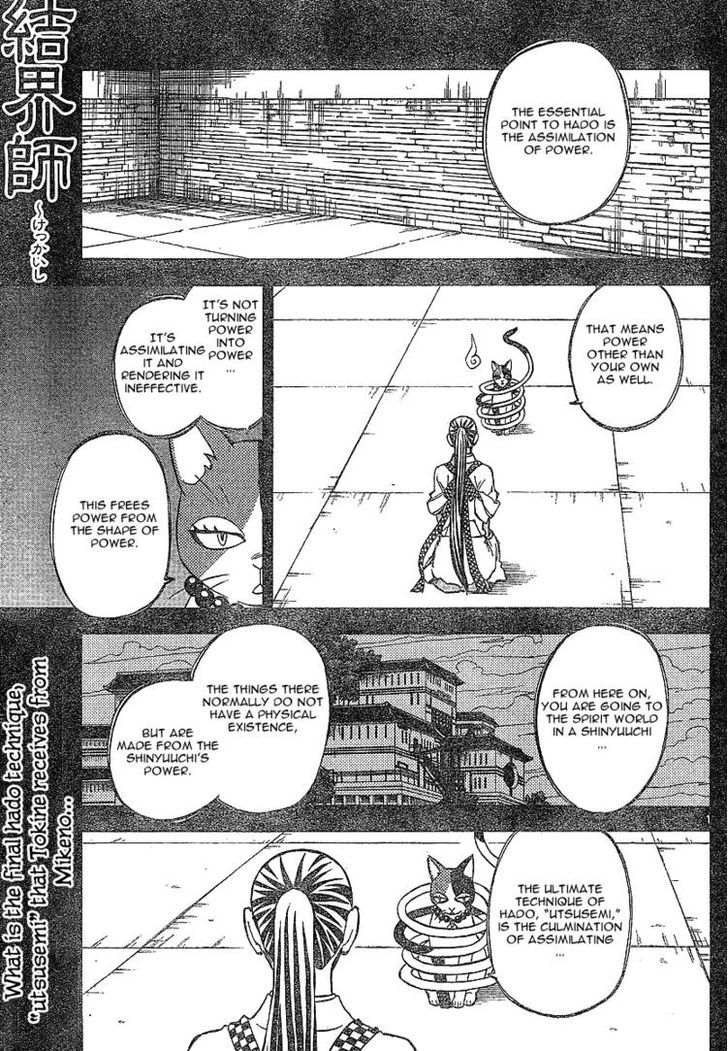 結界師
～けっかいし～
THE ESSENTIAL
POINT TO HADO IS
THE ASSIMILATION
OF POWER.
THAT MEANS
POWER
OTHER THAN
YOUR OWN
AS WELL.
IT'S NOT
TURNING
POWER
INTO
POWER
...
IT'S
ASSIMILATING
IT AND
RENDERING IT
INEFFECTIVE.
THIS FREES
POWER FROM
THE SHAPE OF
POWER.
FROM HERE ON,
YOU ARE GOING TO
THE SPIRIT WORLD
IN A SHINYUUCHI
...
THE THINGS THERE
NORMALLY DO NOT
HAVE A PHYSICAL
EXISTENCE,
BUT ARE
MADE FROM THE
SHINYUUCHI'S
POWER.
THE ULTIMATE
TECHNIQUE OF
HADO, "UTSUSEMI,"
IS THE CULMINATION
OF ASSIMILATING
...
What is the final hado technique,
"utsusemi" that Tokine receives from
Mikeno...